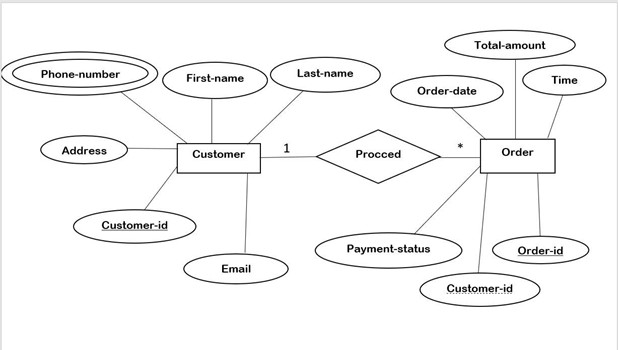 Total-amount
Phone-number
First-name
Last-name
Time
Order-date
Address
Customer
1
Procced
*
Order
Customer-id
Email
Payment-status
Order-id
Customer-id